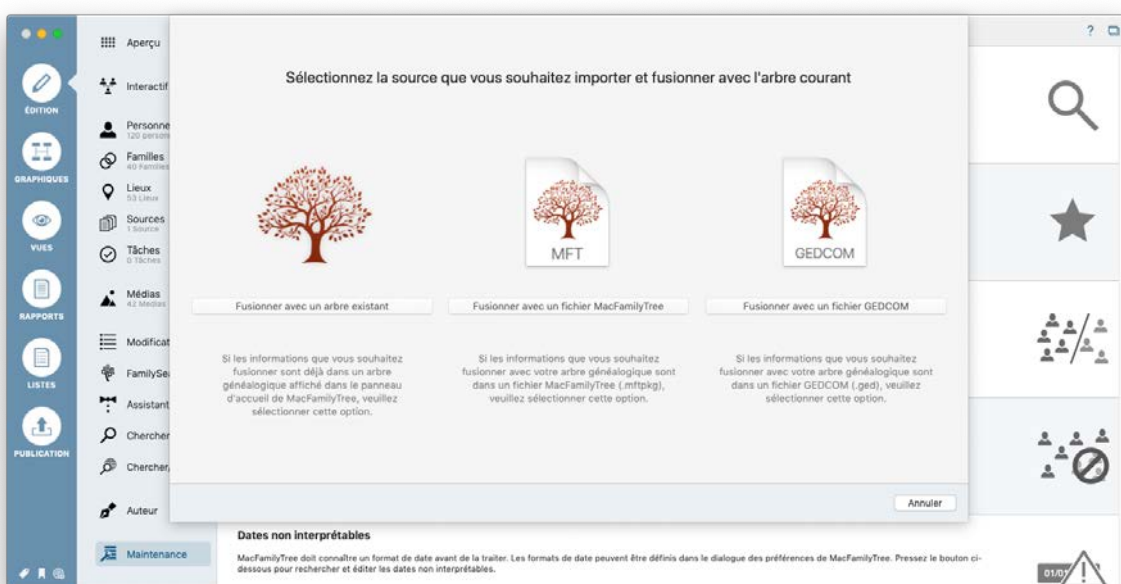 ?
Sélectionnez la source que vous souhaitez importer et fusionner avec l'arbre courant
ÉDITION
GRAPHIQUES
VUES
RAPPORTS
LISTES
PUBLICATION
Aperçu
Interactif
Personne
120 person
Familles
40 Familles
Lieux
53 Lieux
Sources
1 Source
Tâches
0 Tâches
Médias
42 Médias
Modificat
FamilySe
Assistant
Chercher
Chercher
Auteur
Maintenance
MFT
GEDCOM
Fusionner avec un arbre existant
Fusionner avec un fichier MacFamilyTree
Fusionner avec un fichier GEDCOM
Si les informations que vous souhaitez
fusionner sont déjà dans un arbre
généalogique affiché dans le panneau
d'accueil de MacFamilyTree, veuillez
sélectionner cette option.
Si les informations que vous souhaitez
fusionner avec votre arbre généalogique sont
dans un fichier MacFamilyTree (.mftpkg),
veuillez sélectionner cette option.
Si les informations que vous souhaitez
fusionner avec votre arbre généalogique sont
dans un fichier GEDCOM (.ged), veuillez
sélectionner cette option.
Annuler
Dates non interprétables
MacFamilyTree doit connaître un format de date avant de la traiter. Les formats de date peuvent être définis dans le dialogue des préférences de MacFamilyTree. Pressez le bouton ci-
dessous pour rechercher et éditer les dates non interprétables.